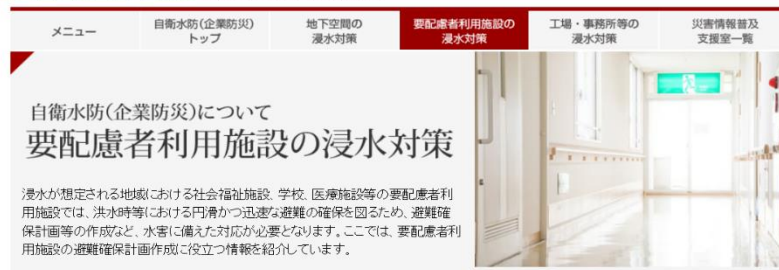 メニュー
自衛水防(企業防災)
トップ
地下空間の
浸水対策
要配慮者利用施設の
浸水対策
工場・事務所等の
浸水対策
災害情報普及
支援室一覧
自衛水防(企業防災)について
要配慮者利用施設の浸水対策
浸水が想定される地域における社会福祉施設、学校、医療施設等の要配慮者利
用施設では、洪水時等における円滑かつ迅速な避難の確保を図るため、避難確
保計画等の作成など、水害に備えた対応が必要となります。ここでは、要配慮者利
用施設の避難確保計画作成に役立つ情報を紹介しています。